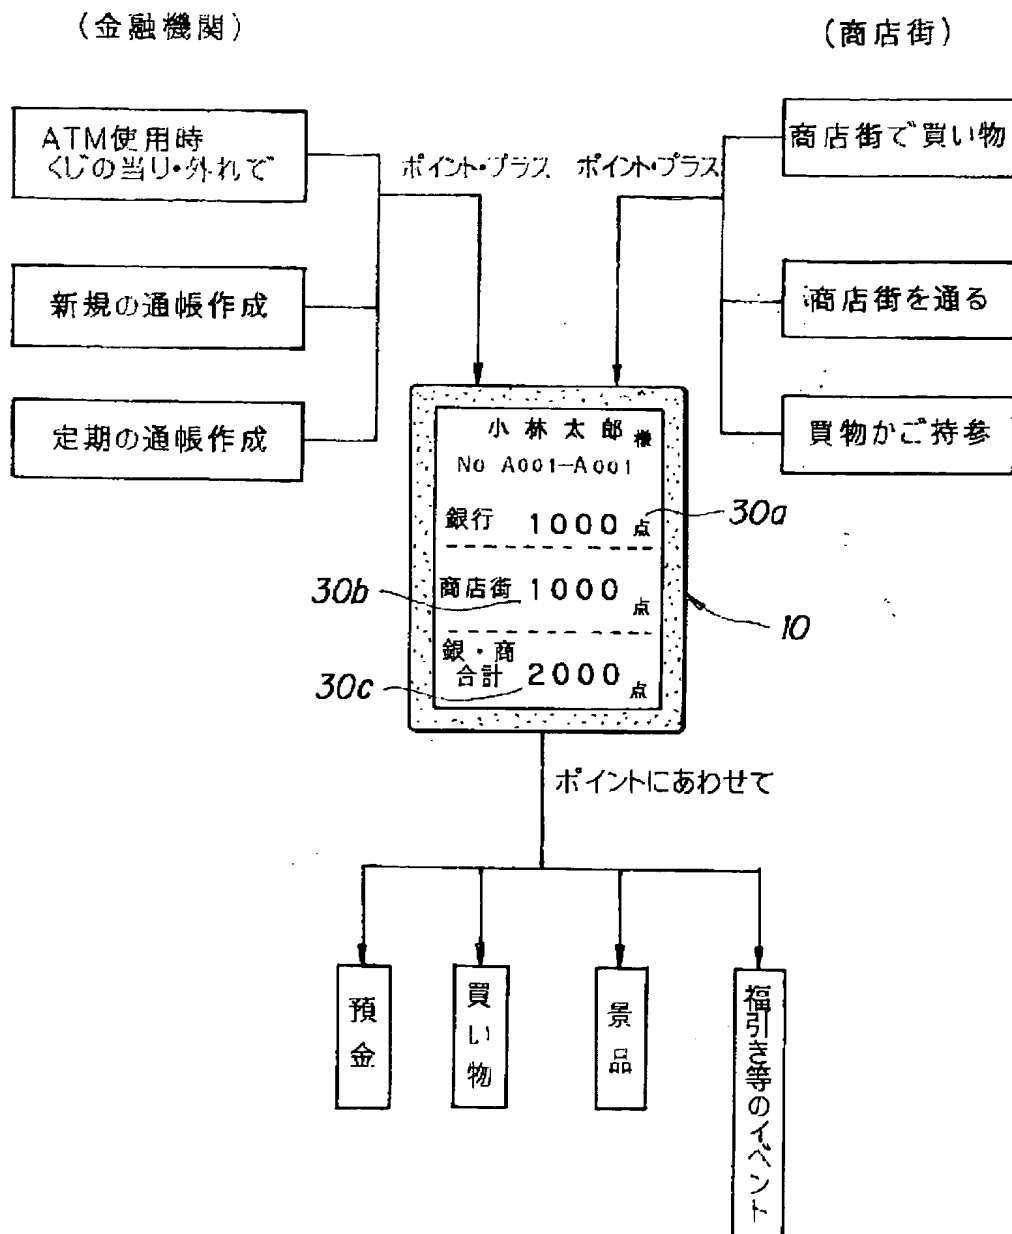 (金融機関)
(商店街)
ATM使用時
くじの当り・外れで
新規の通帳作成
定期の通帳作成
ポイント・プラス
ポイント・プラス
商店街で買い物
商店街を通る
買物かご持参
小林太郎様
No A001-A001
銀行 1000点
30a
商店街 1000点
30b
10
銀・商
合計 2000点
30c
ポイントにあわせて
預金
買い物
景品
福引き等のイベント